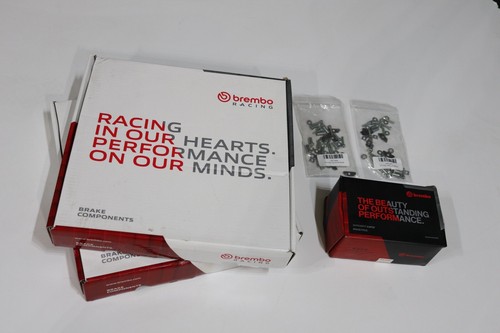 brembo
RACING
RACING
IN OUR HEARTS.
PERFORMANCE
ON OUR MINDS.
BRAKE
COMPONENTS
BRAKE
COMPONENTS
brembo
RACING
brembo
THE BEAUTY
OF OUTSTANDING
PERFORMANCE.